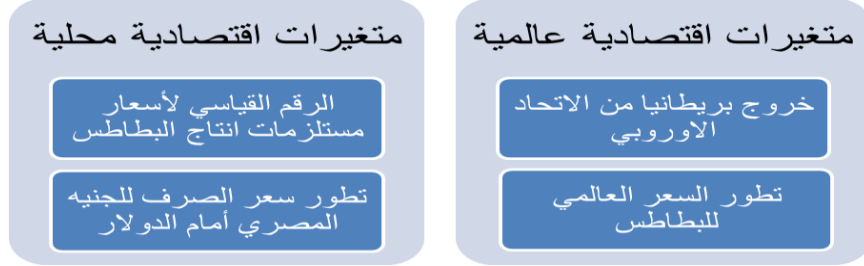 متغيرات اقتصادية عالمية
خروج بريطانيا من الاتحاد
الاوروبي
تطور السعر العالمي
للبطاطس
متغيرات اقتصادية محلية
الرقم القياسي لأسعار
مستلزمات انتاج البطاطس
تطور سعر الصرف للجنيه
المصري أمام الدولار